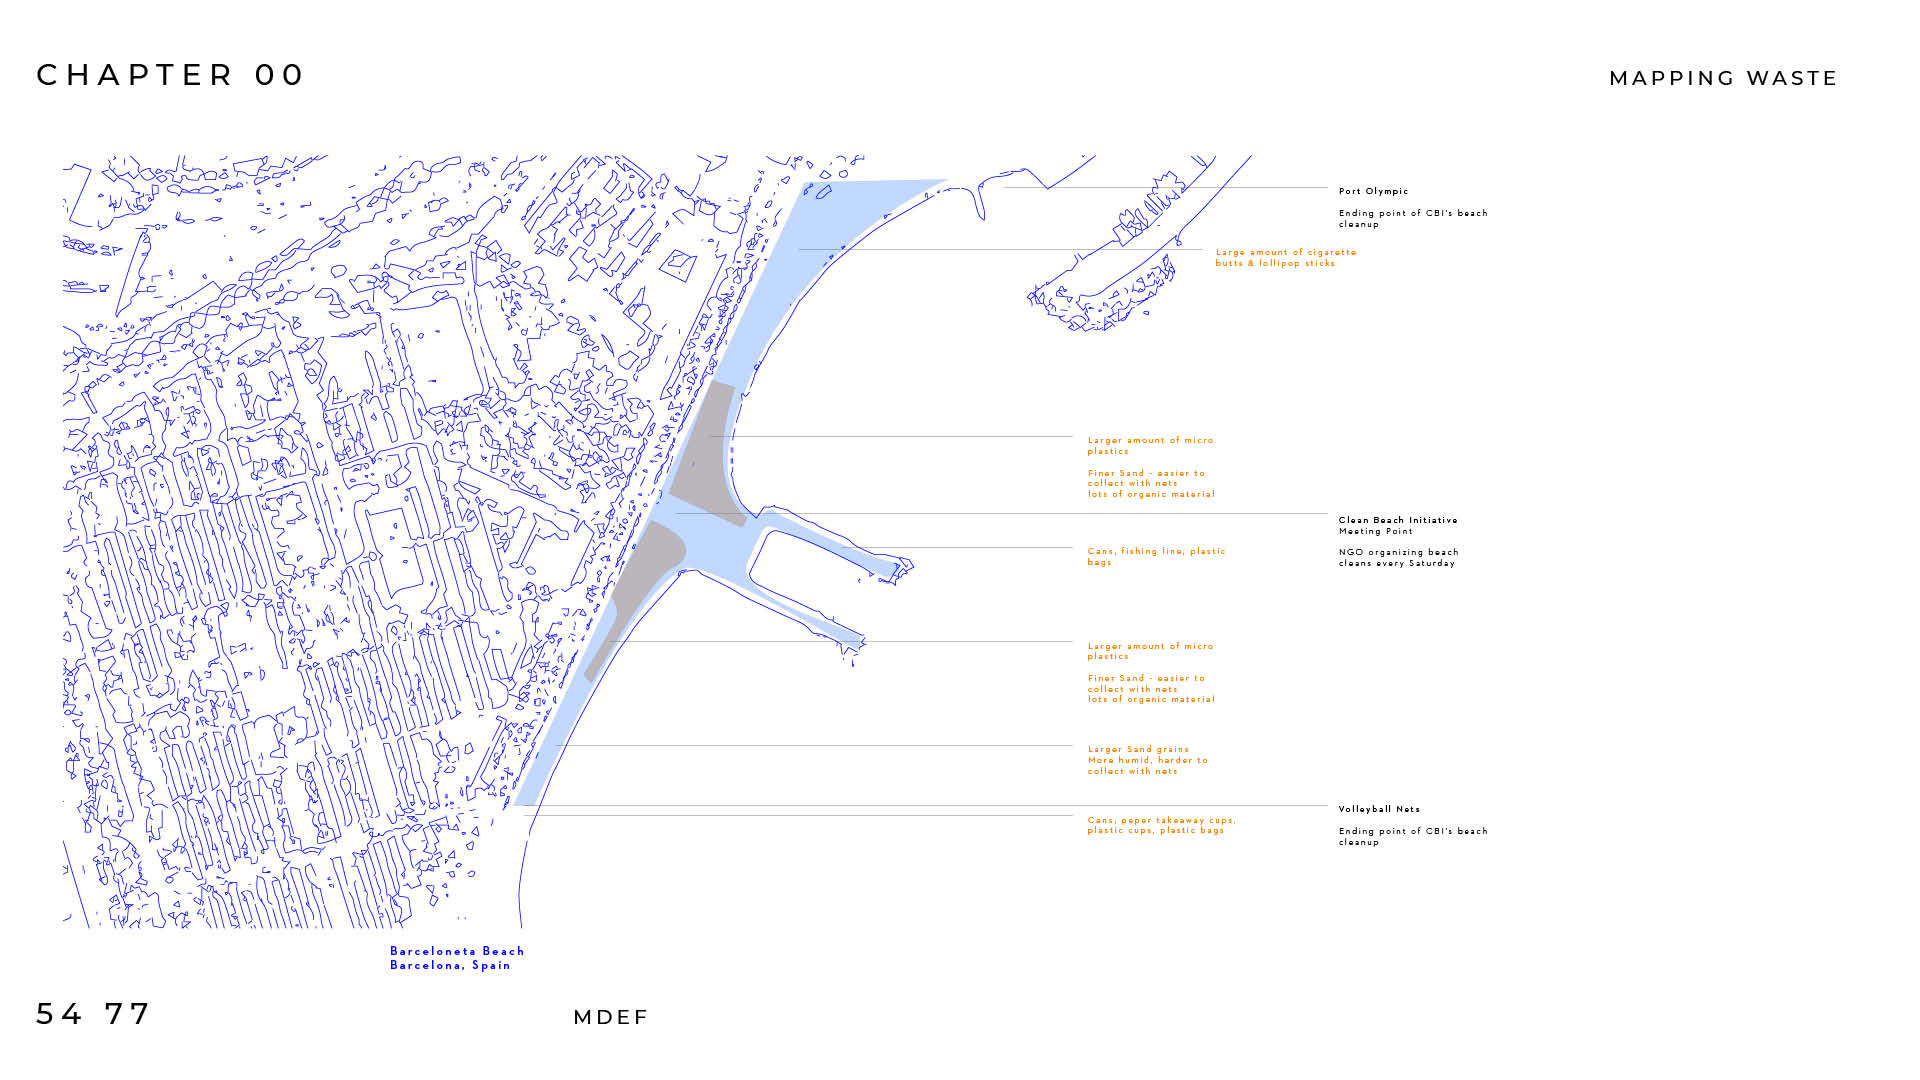 CHAPTER 00
MAPPING WASTE
Port Olympic
Ending point of CBI's beach
cleanup
Large amount of cigarette
butts & lollipop sticks
Larger amount of micro
plastics
Finer Sand - easier to
collect with nets
lots of organic material
Clean Beach Initiative
Meeting Point
NGO organizing beach
cleans every Saturday
Cans, fishing line, plastic
bags
Larger amount of micro
plastics
Finer Sand - easier to
collect with nets
lots of organic material
Larger Sand grains
More humid, harder to
collect with nets
Volleyball Nets
Ending point of CBI's beach
cleanup
Cans, peper takeaway cups,
plastic cups, plastic bags
Barceloneta Beach
Barcelona, Spain
54 77
MDEF